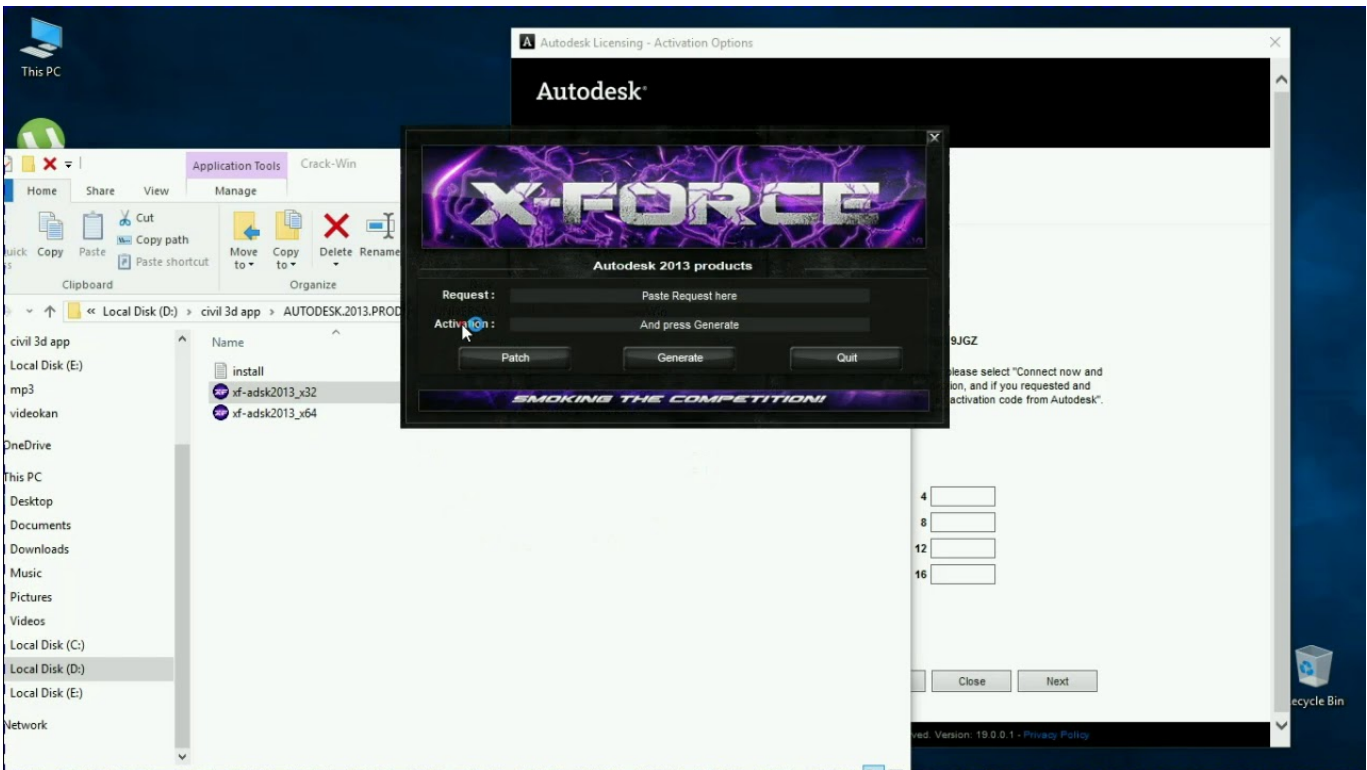 This PC
Autodesk Licensing - Activation Options
Autodesk
Application Tools
Crack-Win
Home
Share
View
Manage
Copy
Paste
Cut
Copy path
Paste shortcut
Move to
Copy to
Delete
Rename
Clipboard
Organize
« Local Disk (D:) › civil 3d app › AUTODESK.2013.PROD
civil 3d app
Local Disk (E:)
mp3
videokan
OneDrive
This PC
Desktop
Documents
Downloads
Music
Pictures
Videos
Local Disk (C:)
Local Disk (D:)
Local Disk (E:)
Network
Name
install
xf-adsk2013_x32
xf-adsk2013_x64
X-FORCE
Autodesk 2013 products
Request :
Paste Request here
Activation :
And press Generate
Patch
Generate
Quit
SMOKING THE COMPETITION!
9JGZ
please select "Connect now and
ion, and if you requested and
activation code from Autodesk".
4
8
12
16
Close
Next
ved. Version: 19.0.0.1 - Privacy Policy
ecycle Bin